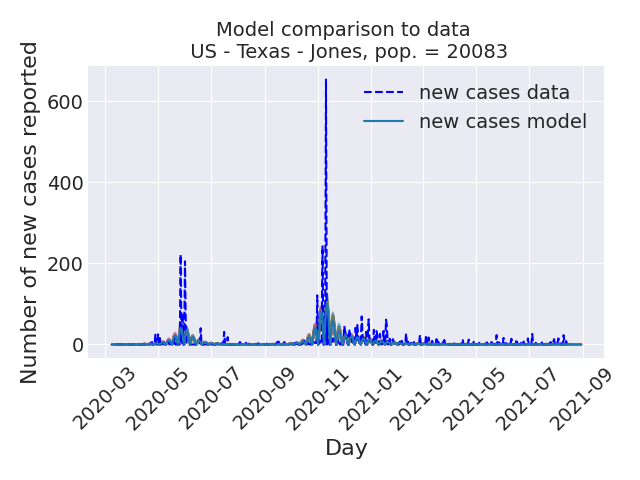 Model comparison to data
US - Texas - Jones, pop. = 20083
Number of new cases reported
600
400
200
0
new cases data
new cases model
2020-03
2020-05
2020-07
2020-09
2020-11
2021-01
2021-03
2021-05
2021-07
2021-09
Day